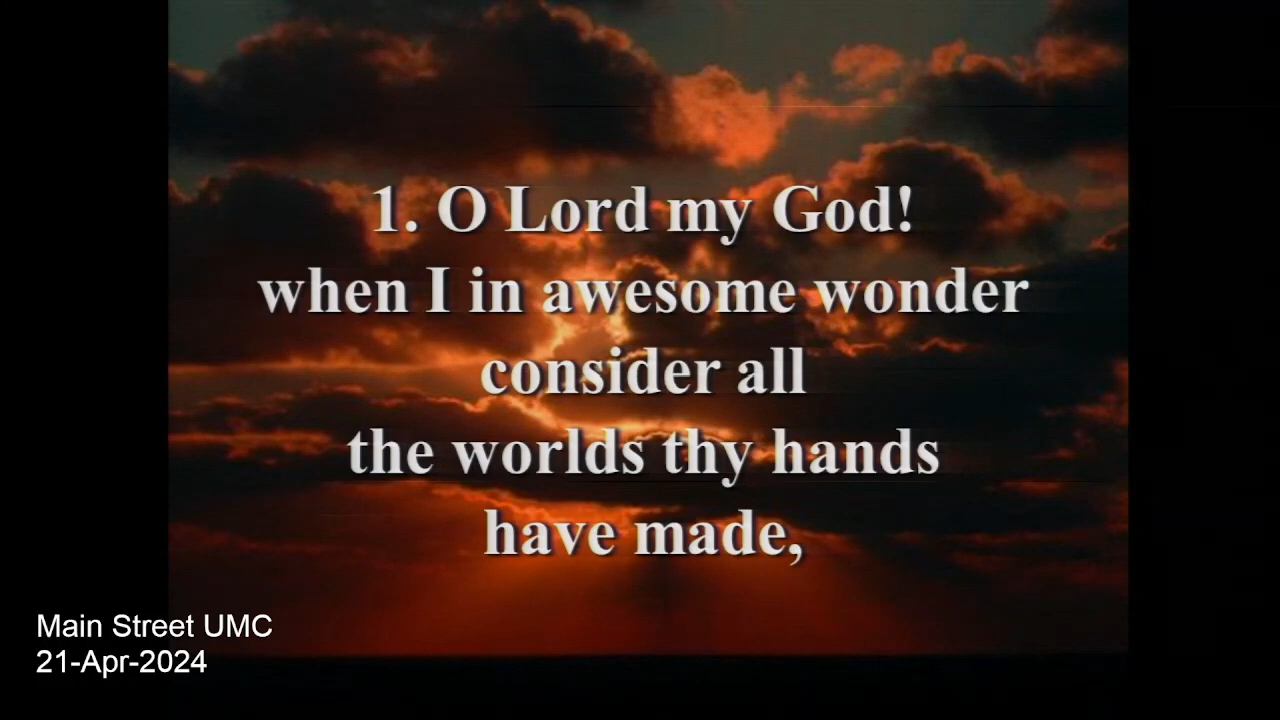 1. O Lord my God!
when I in awesome wonder
consider all
the worlds thy hands
have made,
Main Street UMC
21-Apr-2024